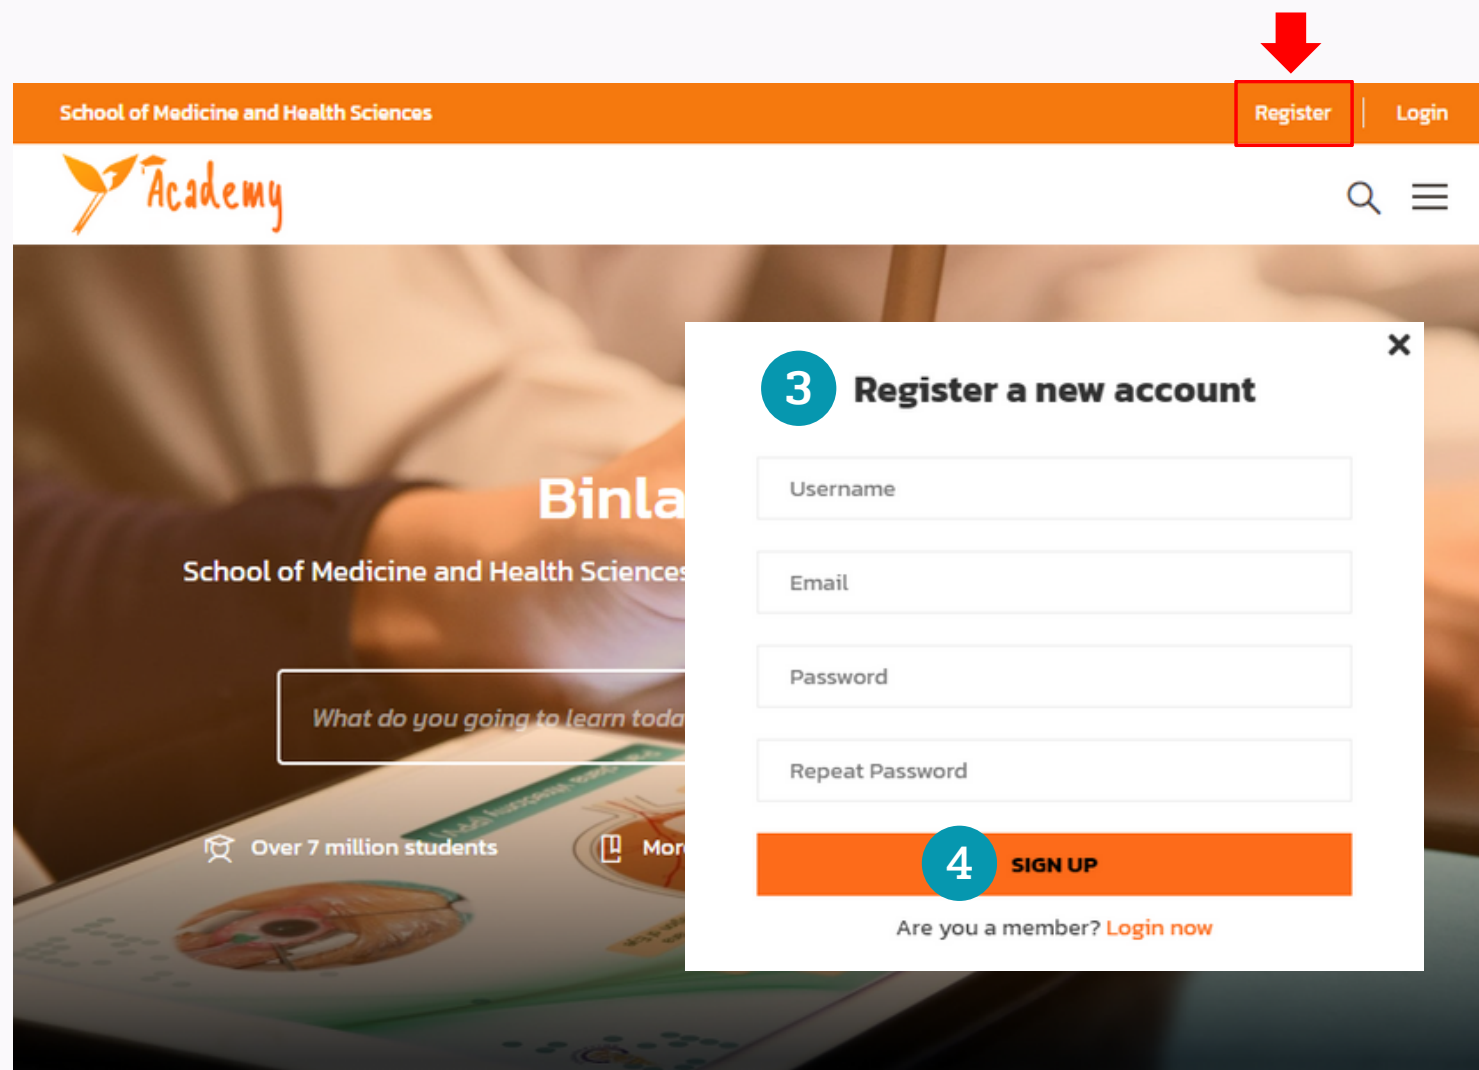 School of Medicine and Health Sciences
Register
Login
Academy
3
Register a new account
Username
Email
Password
Repeat Password
4
SIGN UP
Are you a member? Login now
Binla
School of Medicine and Health Sciences
What do you going to learn toda
Over 7 million students
Mor